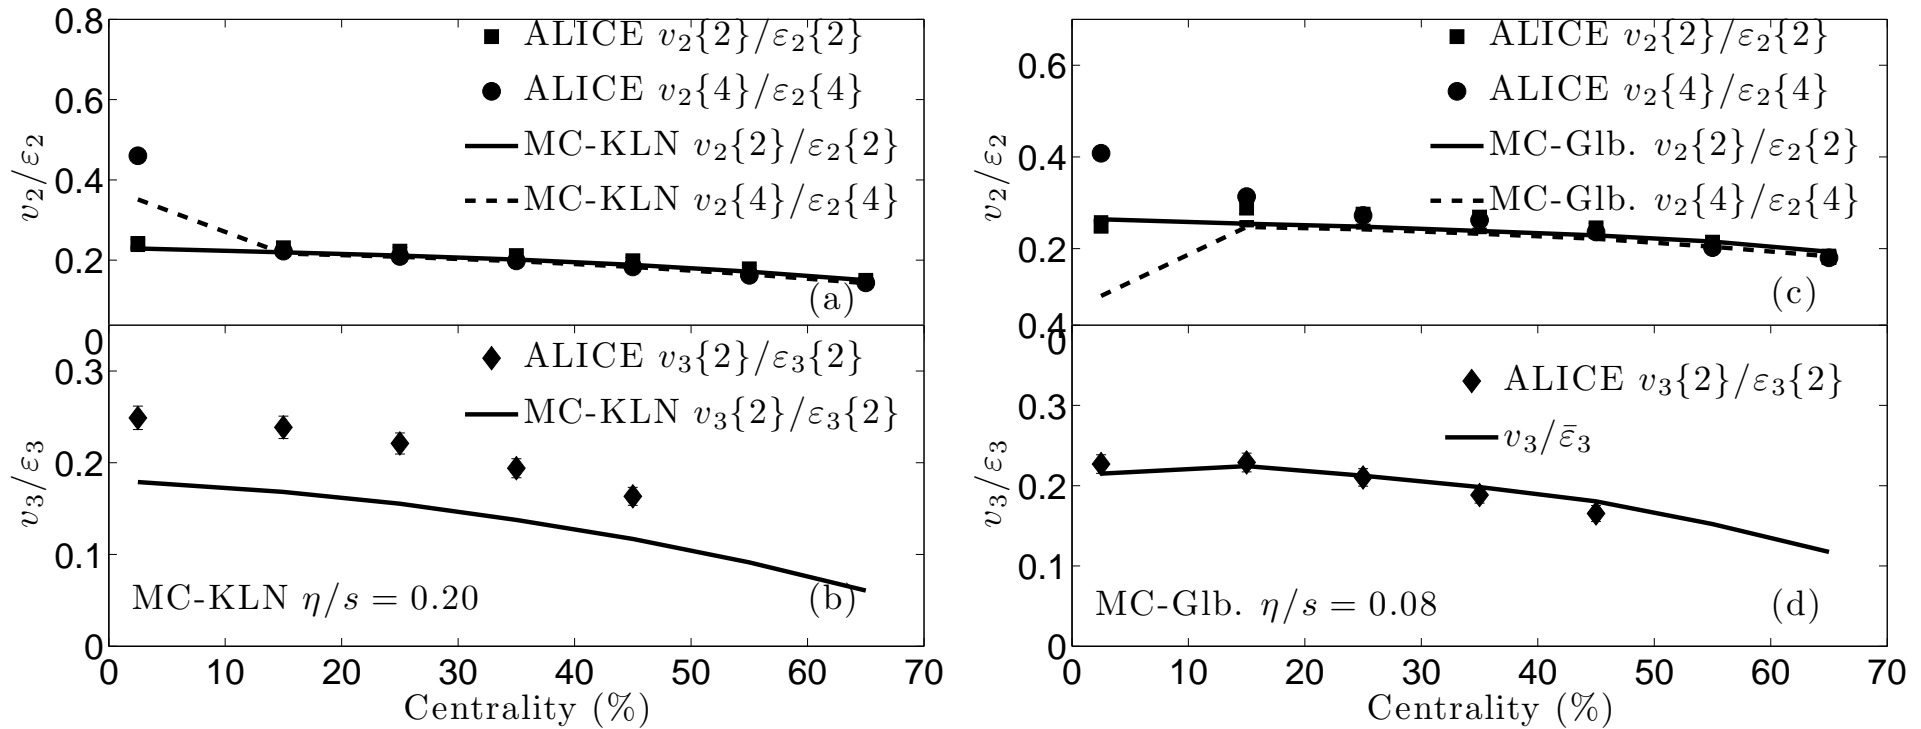 0.8
0.6
0.4
0.2
0
v₂/ε₂
ALICE v₂{2}/ε₂{2}
ALICE v₂{4}/ε₂{4}
MC-KLN v₂{2}/ε₂{2}
MC-KLN v₂{4}/ε₂{4}
(a)
0.3
0.2
0.1
0
v₃/ε₃
ALICE v₃{2}/ε₃{2}
MC-KLN v₃{2}/ε₃{2}
MC-KLN η/s = 0.20
(b)
0 10 20 30 40 50 60 70
Centrality (%)
0.6
0.4
0.2
0
v₂/ε₂
ALICE v₂{2}/ε₂{2}
ALICE v₂{4}/ε₂{4}
MC-Glb. v₂{2}/ε₂{2}
MC-Glb. v₂{4}/ε₂{4}
(c)
0.4
0.3
0.2
0.1
0
v₃/ε₃
ALICE v₃{2}/ε₃{2}
v₃/ε̄₃
MC-Glb. η/s = 0.08
(d)
0 10 20 30 40 50 60 70
Centrality (%)